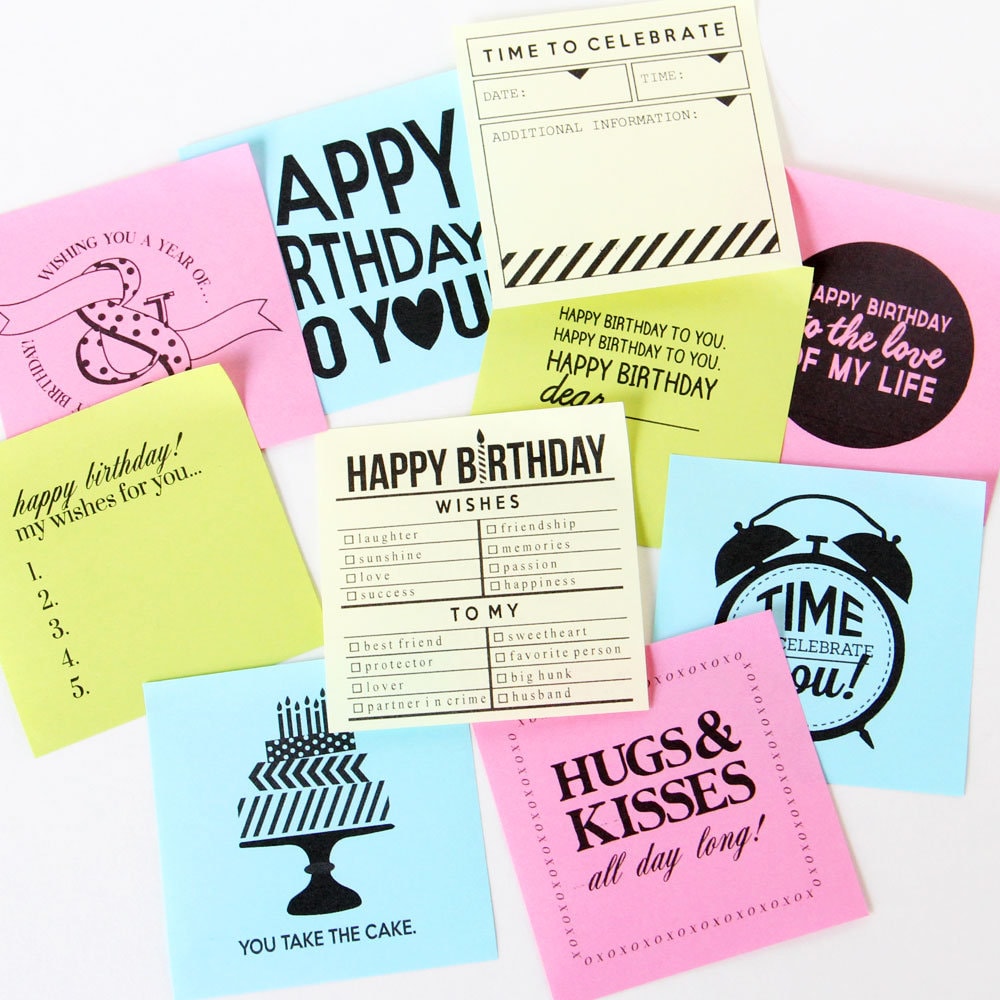 TIME TO CELEBRATE
DATE:
TIME:
ADDITIONAL INFORMATION:
APPY
RTHDAY
O YOU
WISHING YOU A YEAR OF...
&
BIRTHDAY!
HAPPY BIRTHDAY TO YOU.
HAPPY BIRTHDAY TO YOU.
HAPPY BIRTHDAY
dear
APPY BIRTHDAY
to the love
OF MY LIFE
happy birthday!
my wishes for you...
1.
2.
3.
4.
5.
HAPPY BIRTHDAY
WISHES
laughter
sunshine
love
success
friendship
memories
passion
happiness
TO MY
best friend
protector
lover
partner in crime
sweetheart
favorite person
big hunk
husband
TIME
CELEBRATE
you!
YOU TAKE THE CAKE.
HUGS &
KISSES
all day long!